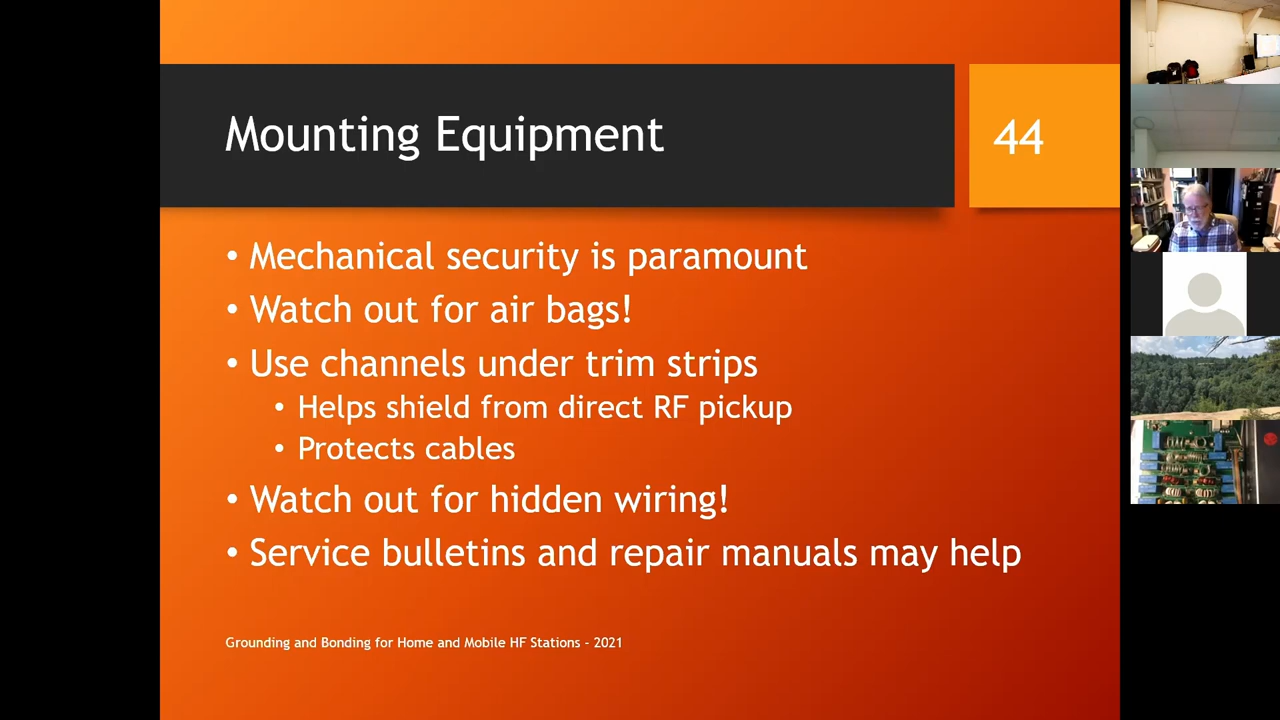 Mounting Equipment
44
• Mechanical security is paramount
• Watch out for air bags!
• Use channels under trim strips
• Helps shield from direct RF pickup
• Protects cables
• Watch out for hidden wiring!
• Service bulletins and repair manuals may help
Grounding and Bonding for Home and Mobile HF Stations - 2021